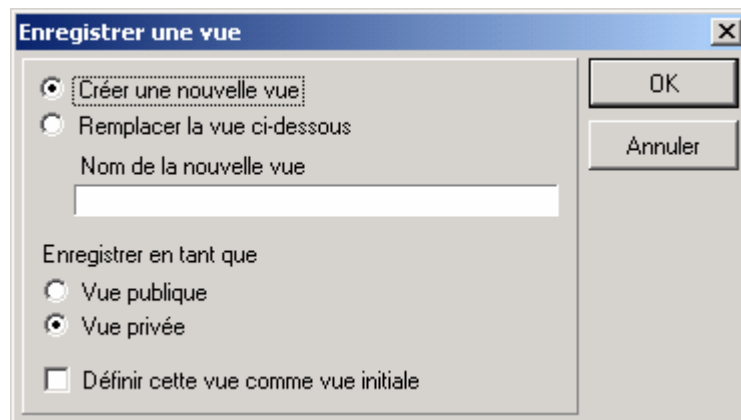 Enregistrer une vue
Créer une nouvelle vue
OK
Remplacer la vue ci-dessous
Annuler
Nom de la nouvelle vue
Enregistrer en tant que
Vue publique
Vue privée
Définir cette vue comme vue initiale